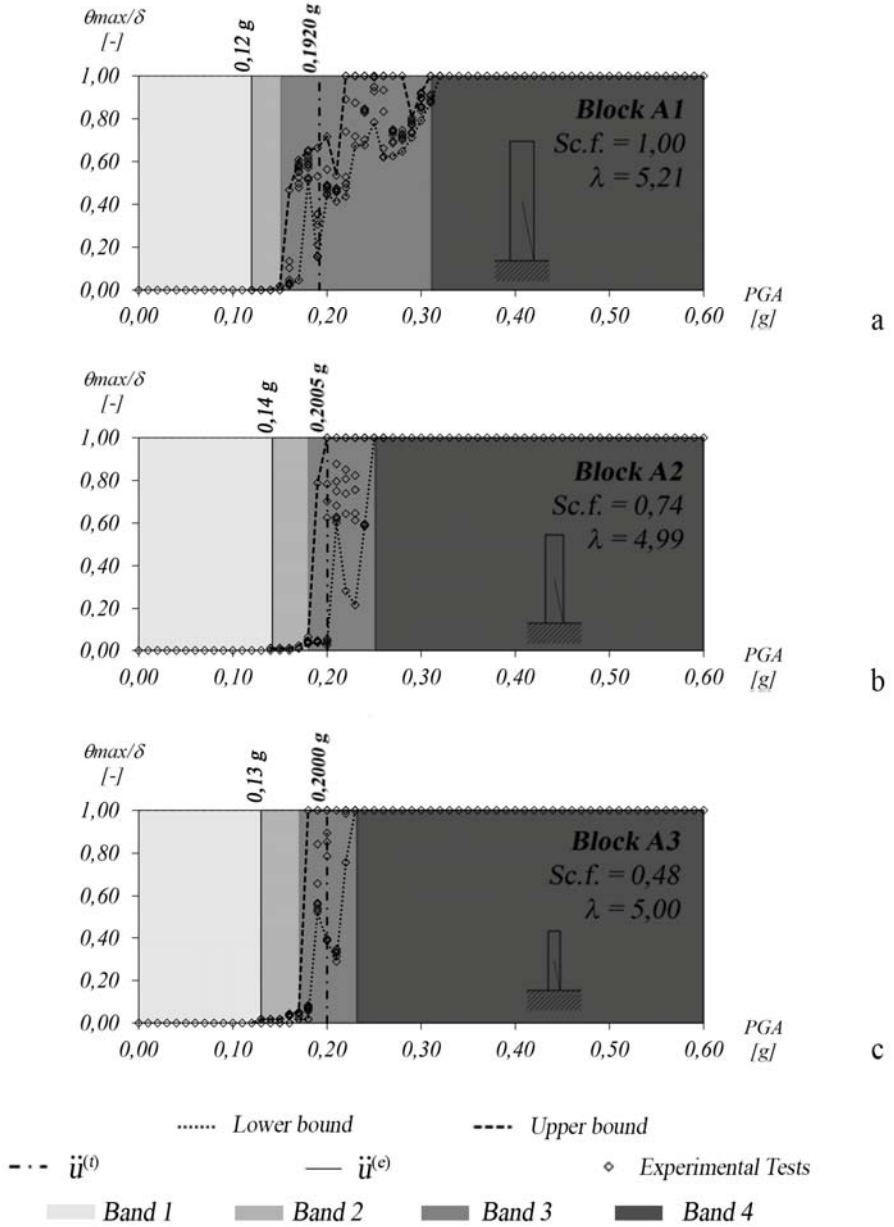 θmax/δ
[-]
0,12 g
0,1920 g
1,00
0,80
0,60
0,40
0,20
0,00
Block A1
Sc.f. = 1,00
λ = 5,21
0,00 0,10 0,20 0,30 0,40 0,50 0,60
PGA
[g]
a
θmax/δ
[-]
0,14 g
0,2005 g
1,00
0,80
0,60
0,40
0,20
0,00
Block A2
Sc.f. = 0,74
λ = 4,99
0,00 0,10 0,20 0,30 0,40 0,50 0,60
PGA
[g]
b
θmax/δ
[-]
0,13 g
0,2000 g
1,00
0,80
0,60
0,40
0,20
0,00
Block A3
Sc.f. = 0,48
λ = 5,00
0,00 0,10 0,20 0,30 0,40 0,50 0,60
PGA
[g]
c
Lower bound Upper bound
ü(t) ü(e) Experimental Tests
Band 1 Band 2 Band 3 Band 4